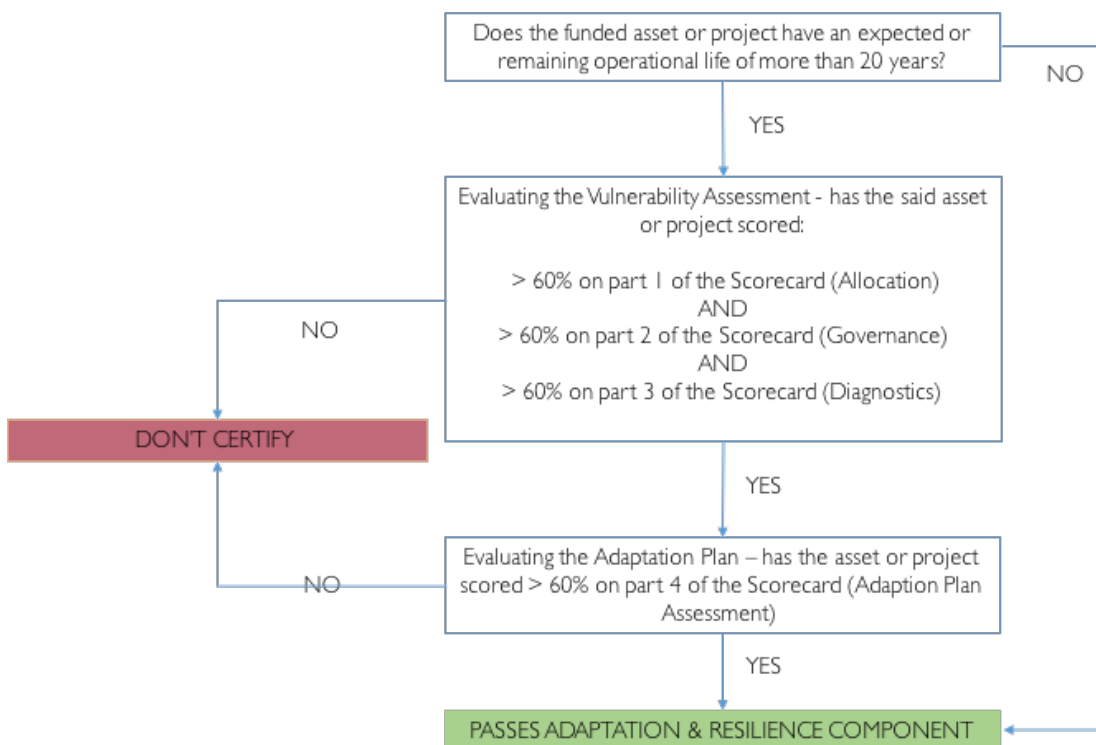 Does the funded asset or project have an expected or
remaining operational life of more than 20 years?
NO
YES
Evaluating the Vulnerability Assessment - has the said asset
or project scored:
> 60% on part 1 of the Scorecard (Allocation)
AND
> 60% on part 2 of the Scorecard (Governance)
AND
> 60% on part 3 of the Scorecard (Diagnostics)
NO
DON'T CERTIFY
YES
Evaluating the Adaptation Plan – has the asset or project
scored > 60% on part 4 of the Scorecard (Adaption Plan
Assessment)
NO
YES
PASSES ADAPTATION & RESILIENCE COMPONENT